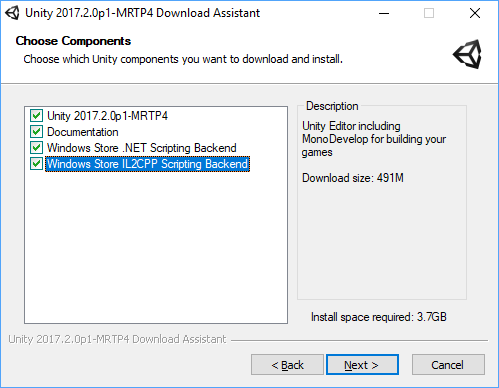 Unity 2017.2.0p1-MRTP4 Download Assistant
Choose Components
Choose which Unity components you want to download and install.
Unity 2017.2.0p1-MRTP4
Documentation
Windows Store .NET Scripting Backend
Windows Store IL2CPP Scripting Backend
Description
Unity Editor including
MonoDevelop for building your
games
Download size: 491M
Install space required: 3.7GB
Unity 2017.2.0p1-MRTP4 Download Assistant
< Back
Next >
Cancel